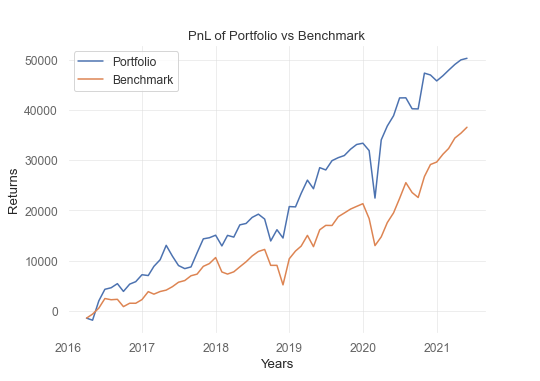 PnL of Portfolio vs Benchmark
Portfolio
Benchmark
50000
40000
30000
20000
10000
0
Returns
2016 2017 2018 2019 2020 2021
Years